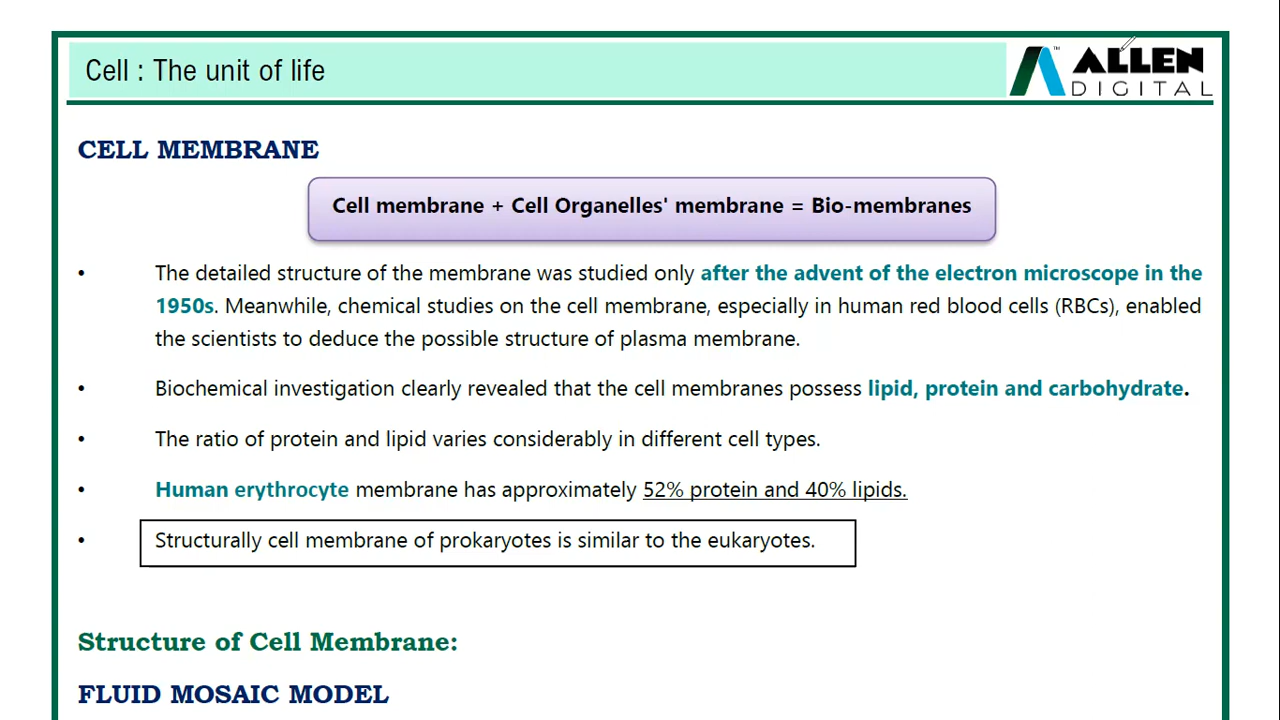 Cell : The unit of life
ALLEN
DIGITAL
CELL MEMBRANE
Cell membrane + Cell Organelles' membrane = Bio-membranes
• The detailed structure of the membrane was studied only after the advent of the electron microscope in the
1950s. Meanwhile, chemical studies on the cell membrane, especially in human red blood cells (RBCs), enabled
the scientists to deduce the possible structure of plasma membrane.
• Biochemical investigation clearly revealed that the cell membranes possess lipid, protein and carbohydrate.
• The ratio of protein and lipid varies considerably in different cell types.
• Human erythrocyte membrane has approximately 52% protein and 40% lipids.
• Structurally cell membrane of prokaryotes is similar to the eukaryotes.
Structure of Cell Membrane:
FLUID MOSAIC MODEL